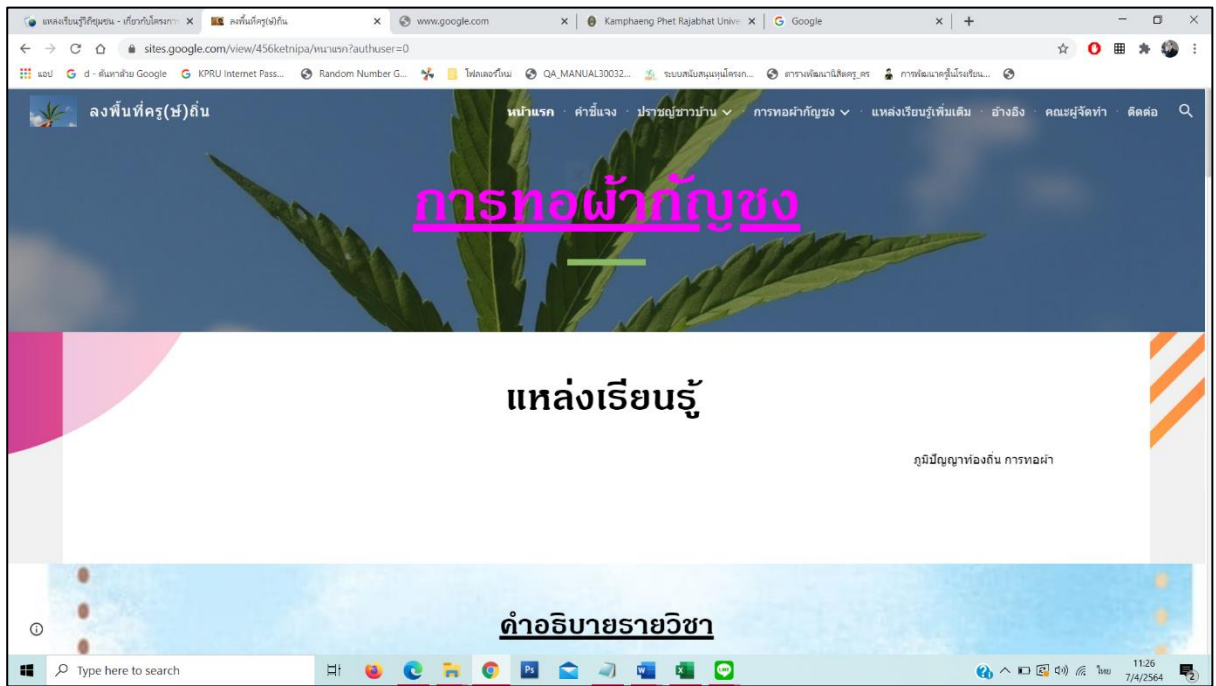 แหล่งเรียนรู้วิถีชุมชน - เกี่ยวกับโครงการ
ลงพื้นที่ครู(ษ์)ถิ่น
www.google.com
Kamphaeng Phet Rajabhat Unive
Google
sites.google.com/view/456ketnipa/หน้าแรก?authuser=0
แอป
d - ค้นหาด้วย Google
KPRU Internet Pass...
Random Number G...
โฟลเดอร์ใหม่
QA_MANUAL30032...
ระบบสนับสนุนทุนโครงก...
ตารางพัฒนานิสิตครู_คร
การพัฒนาครูในโรงเรียน...
ลงพื้นที่ครู(ษ์)ถิ่น
หน้าแรก
คำชี้แจง
ปราชญ์ชาวบ้าน
การทอผ้ากัญชง
แหล่งเรียนรู้เพิ่มเติม
อ้างอิง
คณะผู้จัดทำ
ติดต่อ
การทอผ้ากัญชง
แหล่งเรียนรู้
ภูมิปัญญาท้องถิ่น การทอผ้า
คำอธิบายรายวิชา
Type here to search
ไทย
11:26
7/4/2564